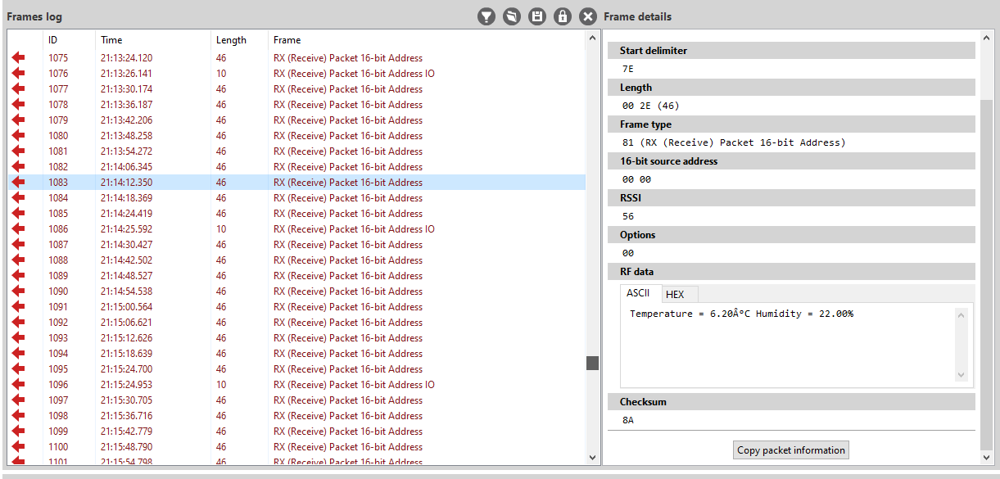 Frames log
ID Time Length Frame
1075 21:13:24.120 46 RX (Receive) Packet 16-bit Address
1076 21:13:26.141 10 RX (Receive) Packet 16-bit Address IO
1077 21:13:30.174 46 RX (Receive) Packet 16-bit Address
1078 21:13:36.187 46 RX (Receive) Packet 16-bit Address
1079 21:13:42.206 46 RX (Receive) Packet 16-bit Address
1080 21:13:48.258 46 RX (Receive) Packet 16-bit Address
1081 21:13:54.272 46 RX (Receive) Packet 16-bit Address
1082 21:14:06.345 46 RX (Receive) Packet 16-bit Address
1083 21:14:12.350 46 RX (Receive) Packet 16-bit Address
1084 21:14:18.369 46 RX (Receive) Packet 16-bit Address
1085 21:14:24.419 46 RX (Receive) Packet 16-bit Address
1086 21:14:25.592 10 RX (Receive) Packet 16-bit Address IO
1087 21:14:30.427 46 RX (Receive) Packet 16-bit Address
1088 21:14:42.502 46 RX (Receive) Packet 16-bit Address
1089 21:14:48.527 46 RX (Receive) Packet 16-bit Address
1090 21:14:54.538 46 RX (Receive) Packet 16-bit Address
1091 21:15:00.564 46 RX (Receive) Packet 16-bit Address
1092 21:15:06.621 46 RX (Receive) Packet 16-bit Address
1093 21:15:12.626 46 RX (Receive) Packet 16-bit Address
1094 21:15:18.639 46 RX (Receive) Packet 16-bit Address
1095 21:15:24.700 46 RX (Receive) Packet 16-bit Address
1096 21:15:24.953 10 RX (Receive) Packet 16-bit Address IO
1097 21:15:30.705 46 RX (Receive) Packet 16-bit Address
1098 21:15:36.716 46 RX (Receive) Packet 16-bit Address
1099 21:15:42.779 46 RX (Receive) Packet 16-bit Address
1100 21:15:48.790 46 RX (Receive) Packet 16-bit Address
1101 21:15:54.798 46 RX (Receive) Packet 16-bit Address
Frame details
Start delimiter
7E
Length
00 2E (46)
Frame type
81 (RX (Receive) Packet 16-bit Address)
16-bit source address
00 00
RSSI
56
Options
00
RF data
ASCII HEX
Temperature = 6.20Â°C Humidity = 22.00%
Checksum
8A
Copy packet information